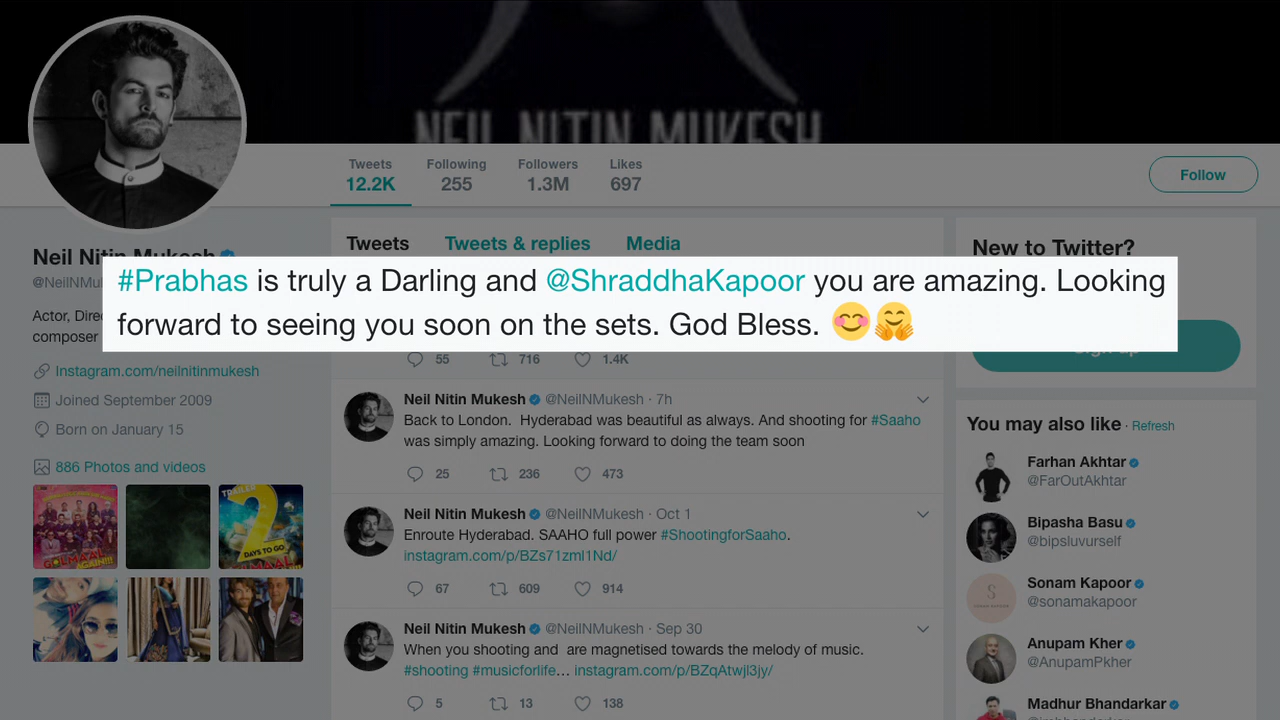 NEIL NITIN MUKESH
Tweets Following Followers Likes
12.2K 255 1.3M 697
Follow
Neil Nitin Mukesh
@NeilNMu
Actor, Dire
composer
Instagram.com/neilnitinmukesh
Joined September 2009
Born on January 15
886 Photos and videos
2
DAYS TO GO
Tweets Tweets & replies Media
#Prabhas is truly a Darling and @ShraddhaKapoor you are amazing. Looking
forward to seeing you soon on the sets. God Bless. 😊🤗
55 716 1.4K
Neil Nitin Mukesh @NeilNMukesh · 7h
Back to London. Hyderabad was beautiful as always. And shooting for #Saaho
was simply amazing. Looking forward to doing the team soon
25 236 473
Neil Nitin Mukesh @NeilNMukesh · Oct 1
Enroute Hyderabad. SAAHO full power #ShootingforSaaho.
instagram.com/p/BZs71zml1Nd/
67 609 914
Neil Nitin Mukesh @NeilNMukesh · Sep 30
When you shooting and are magnetised towards the melody of music.
#shooting #musicforlife… instagram.com/p/BZqAtwjl3jy/
5 13 138
New to Twitter?
You may also like · Refresh
Farhan Akhtar
@FarOutAkhtar
Bipasha Basu
@bipsluvurself
Sonam Kapoor
@sonamakapoor
Anupam Kher
@AnupamPKher
Madhur Bhandarkar